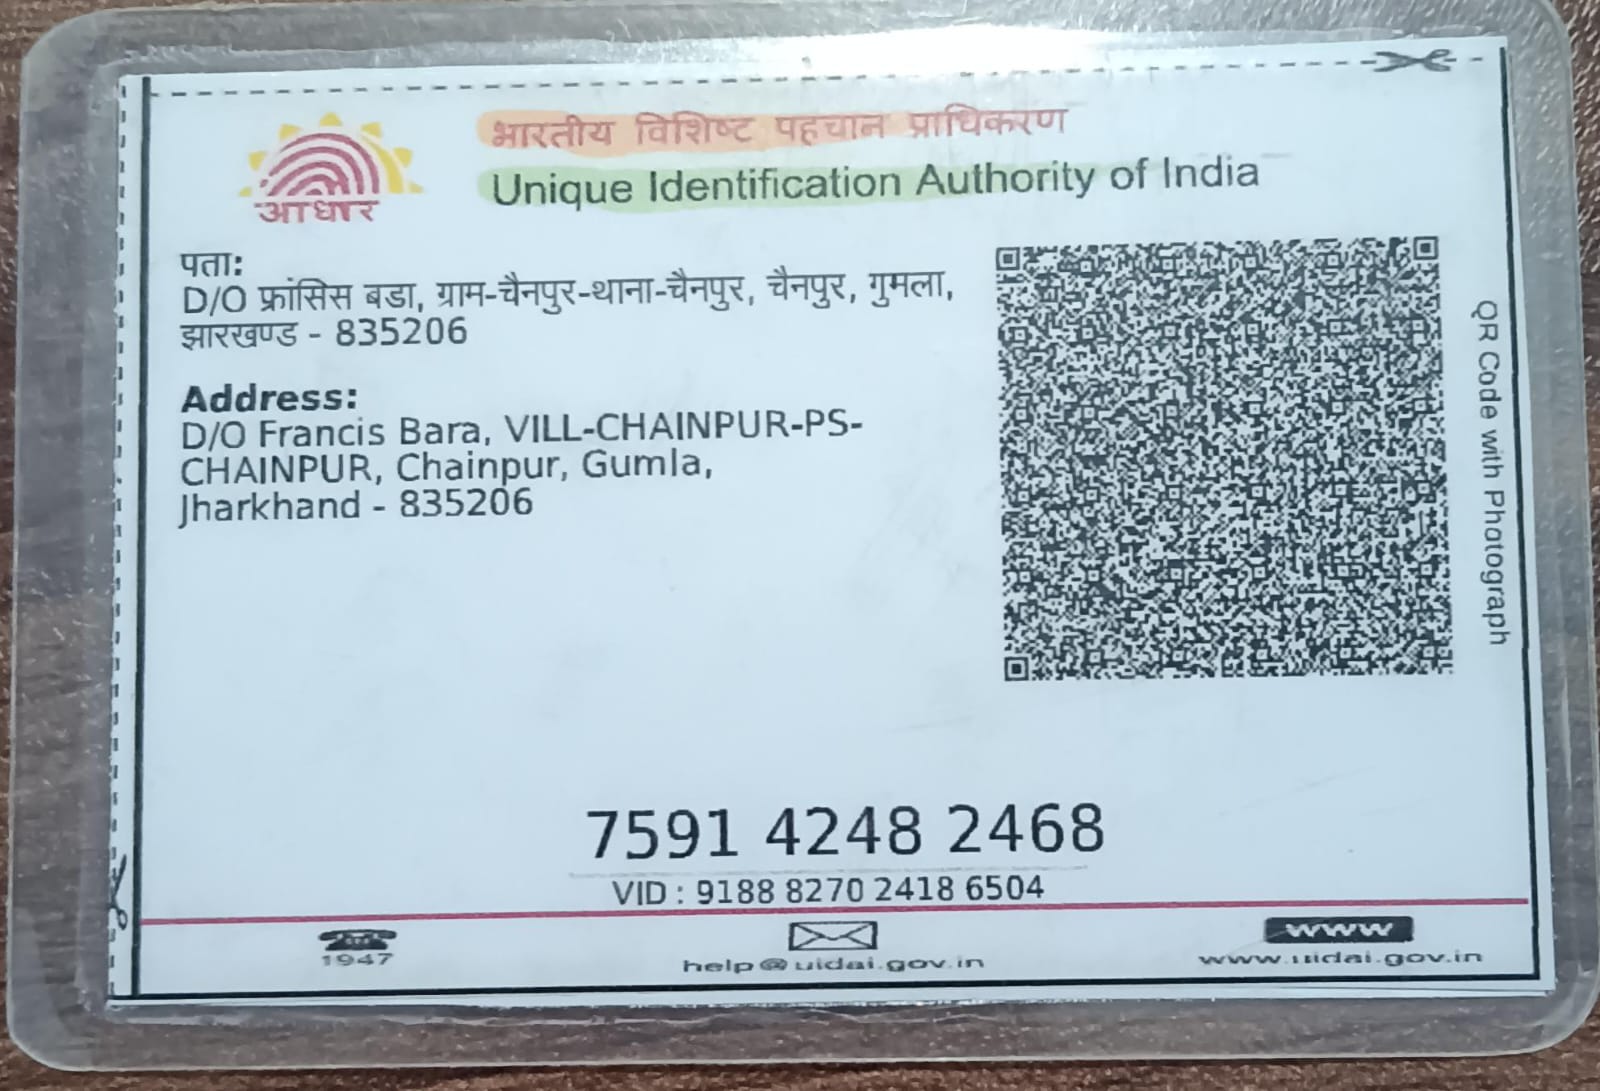 भारतीय विशिष्ट पहचान प्राधिकरण
Unique Identification Authority of India
आधार
पता:
D/O फ्रांसिस बडा, ग्राम-चैनपुर-थाना-चैनपुर, चैनपुर, गुमला,
झारखण्ड - 835206
Address:
D/O Francis Bara, VILL-CHAINPUR-PS-
CHAINPUR, Chainpur, Gumla,
Jharkhand - 835206
QR Code with Photograph
7591 4248 2468
VID : 9188 8270 2418 6504
1947
help@uidai.gov.in
www
www.uidai.gov.in